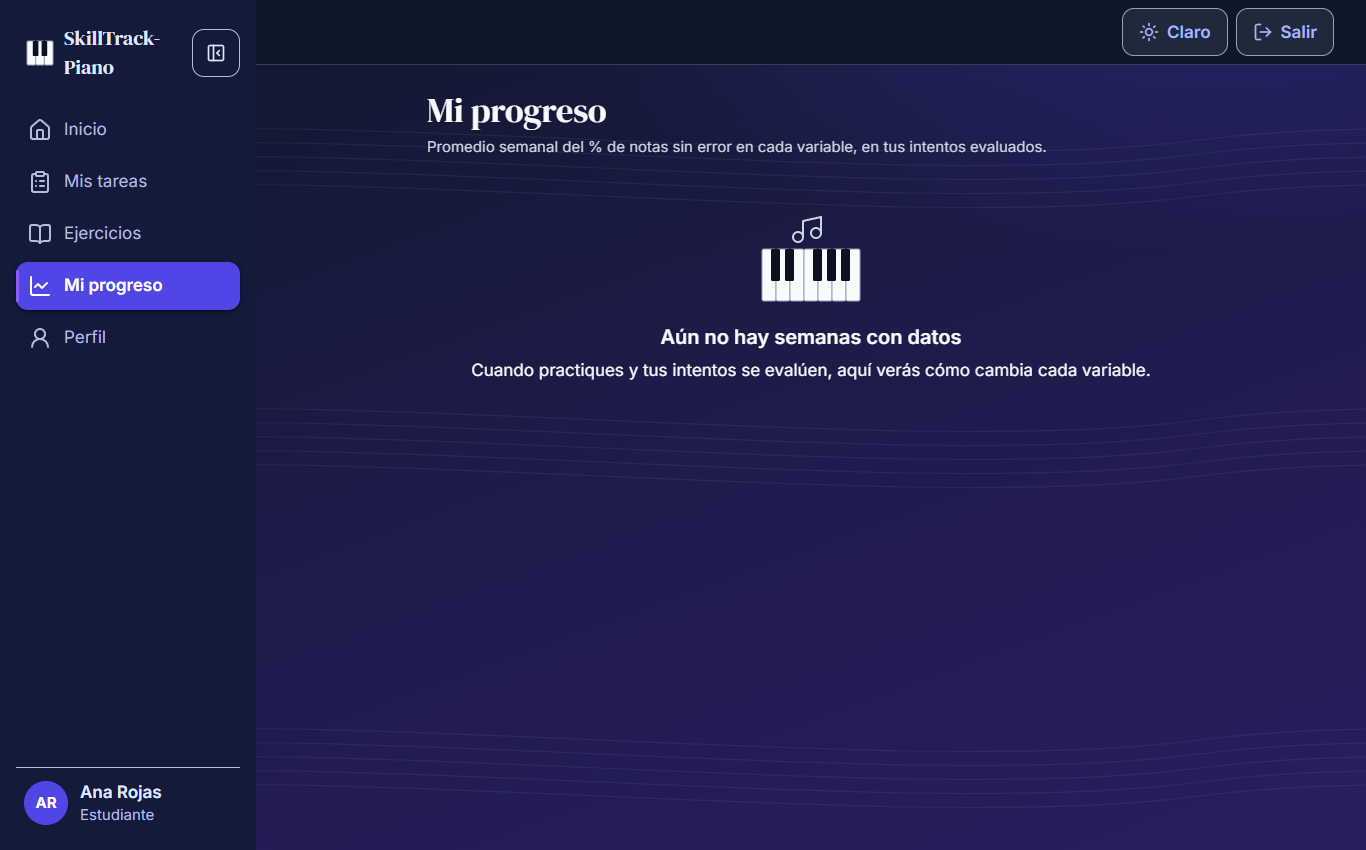 SkillTrack-
Piano
Claro
Salir
Inicio
Mis tareas
Ejercicios
Mi progreso
Perfil
Mi progreso
Promedio semanal del % de notas sin error en cada variable, en tus intentos evaluados.
Aún no hay semanas con datos
Cuando practiques y tus intentos se evalúen, aquí verás cómo cambia cada variable.
AR
Ana Rojas
Estudiante